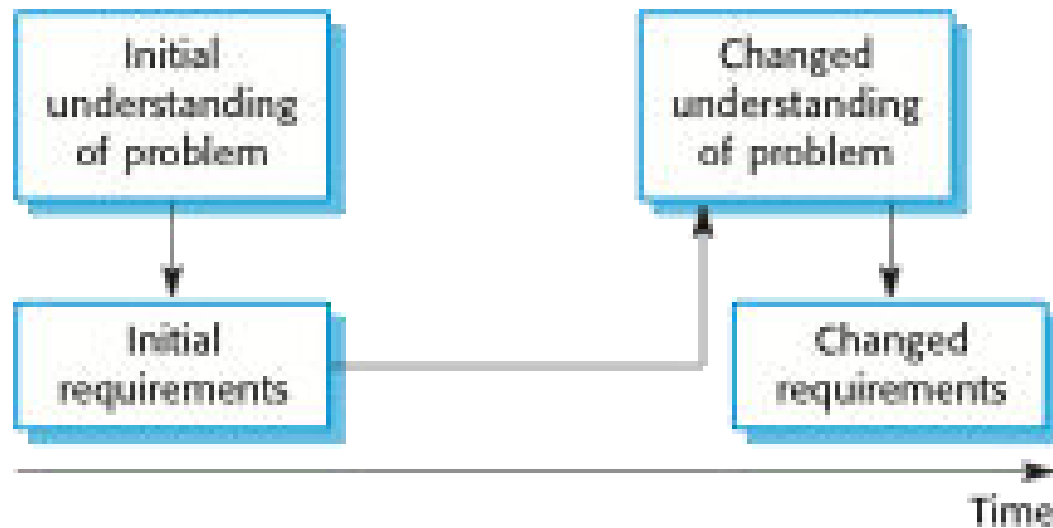 Initial
understanding
of problem
Changed
understanding
of problem
Initial
requirements
Changed
requirements
Time